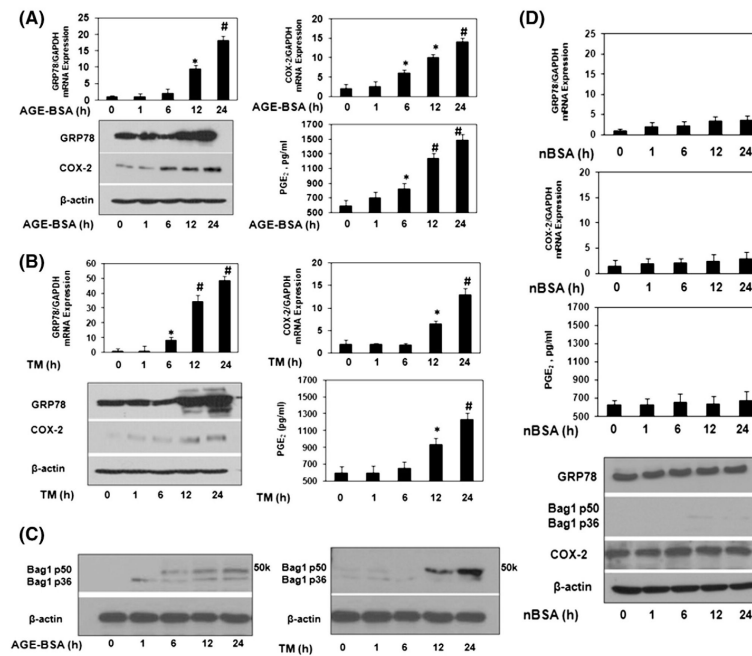 (A)
GRP78/GAPDH
mRNA Expression
25
20
15
10
5
0
* #
0 1 6 12 24
AGE-BSA (h)
COX-2/GAPDH
mRNA Expression
20
15
10
5
0
* * #
0 1 6 12 24
AGE-BSA (h)
GRP78
COX-2
β-actin
0 1 6 12 24
AGE-BSA (h)
PGE2 , pg/ml
1700
1500
1300
1100
900
700
500
* # #
0 1 6 12 24
AGE-BSA (h)
(B)
GRP78/GAPDH
mRNA Expression
60
50
40
30
20
10
0
* # #
0 1 6 12 24
TM (h)
COX-2/GAPDH
mRNA Expression
20
15
10
5
0
* #
0 1 6 12 24
TM (h)
GRP78
COX-2
β-actin
0 1 6 12 24
TM (h)
PGE2 (pg/ml)
1700
1500
1300
1100
900
700
500
* #
0 1 6 12 24
TM (h)
(C)
Bag1 p50
Bag1 p36
50k
β-actin
0 1 6 12 24
AGE-BSA (h)
Bag1 p50
Bag1 p36
50k
β-actin
0 1 6 12 24
TM (h)
(D)
GRP78/GAPDH
mRNA Expression
25
20
15
10
5
0
0 1 6 12 24
nBSA (h)
COX-2/GAPDH
mRNA Expression
20
15
10
5
0
0 1 6 12 24
nBSA (h)
PGE2 , pg/ml
1700
1500
1300
1100
900
700
500
0 1 6 12 24
nBSA (h)
GRP78
Bag1 p50
Bag1 p36
COX-2
β-actin
0 1 6 12 24
nBSA (h)